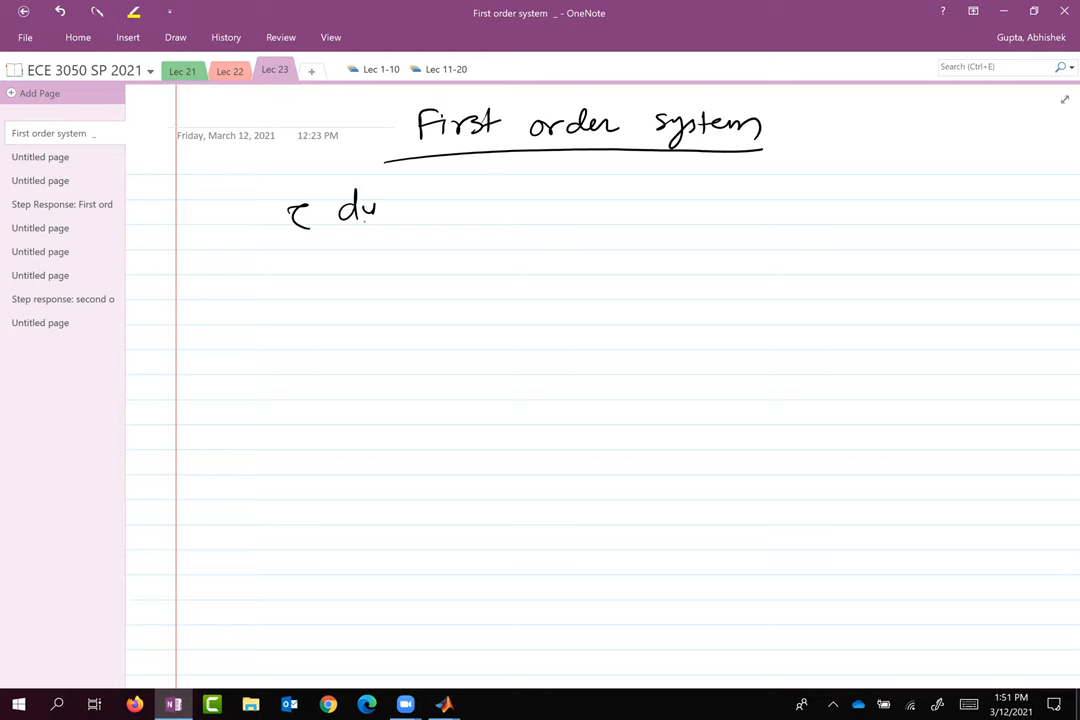 First order system _ - OneNote
File Home Insert Draw History Review View
Gupta, Abhishek
ECE 3050 SP 2021
Lec 21
Lec 22
Lec 23
Lec 1-10
Lec 11-20
Search (Ctrl+E)
Add Page
First order system _
Untitled page
Untitled page
Step Response: First ord
Untitled page
Untitled page
Untitled page
Step response: second o
Untitled page
Friday, March 12, 2021 12:23 PM
First order system
τ dy
1:51 PM
3/12/2021